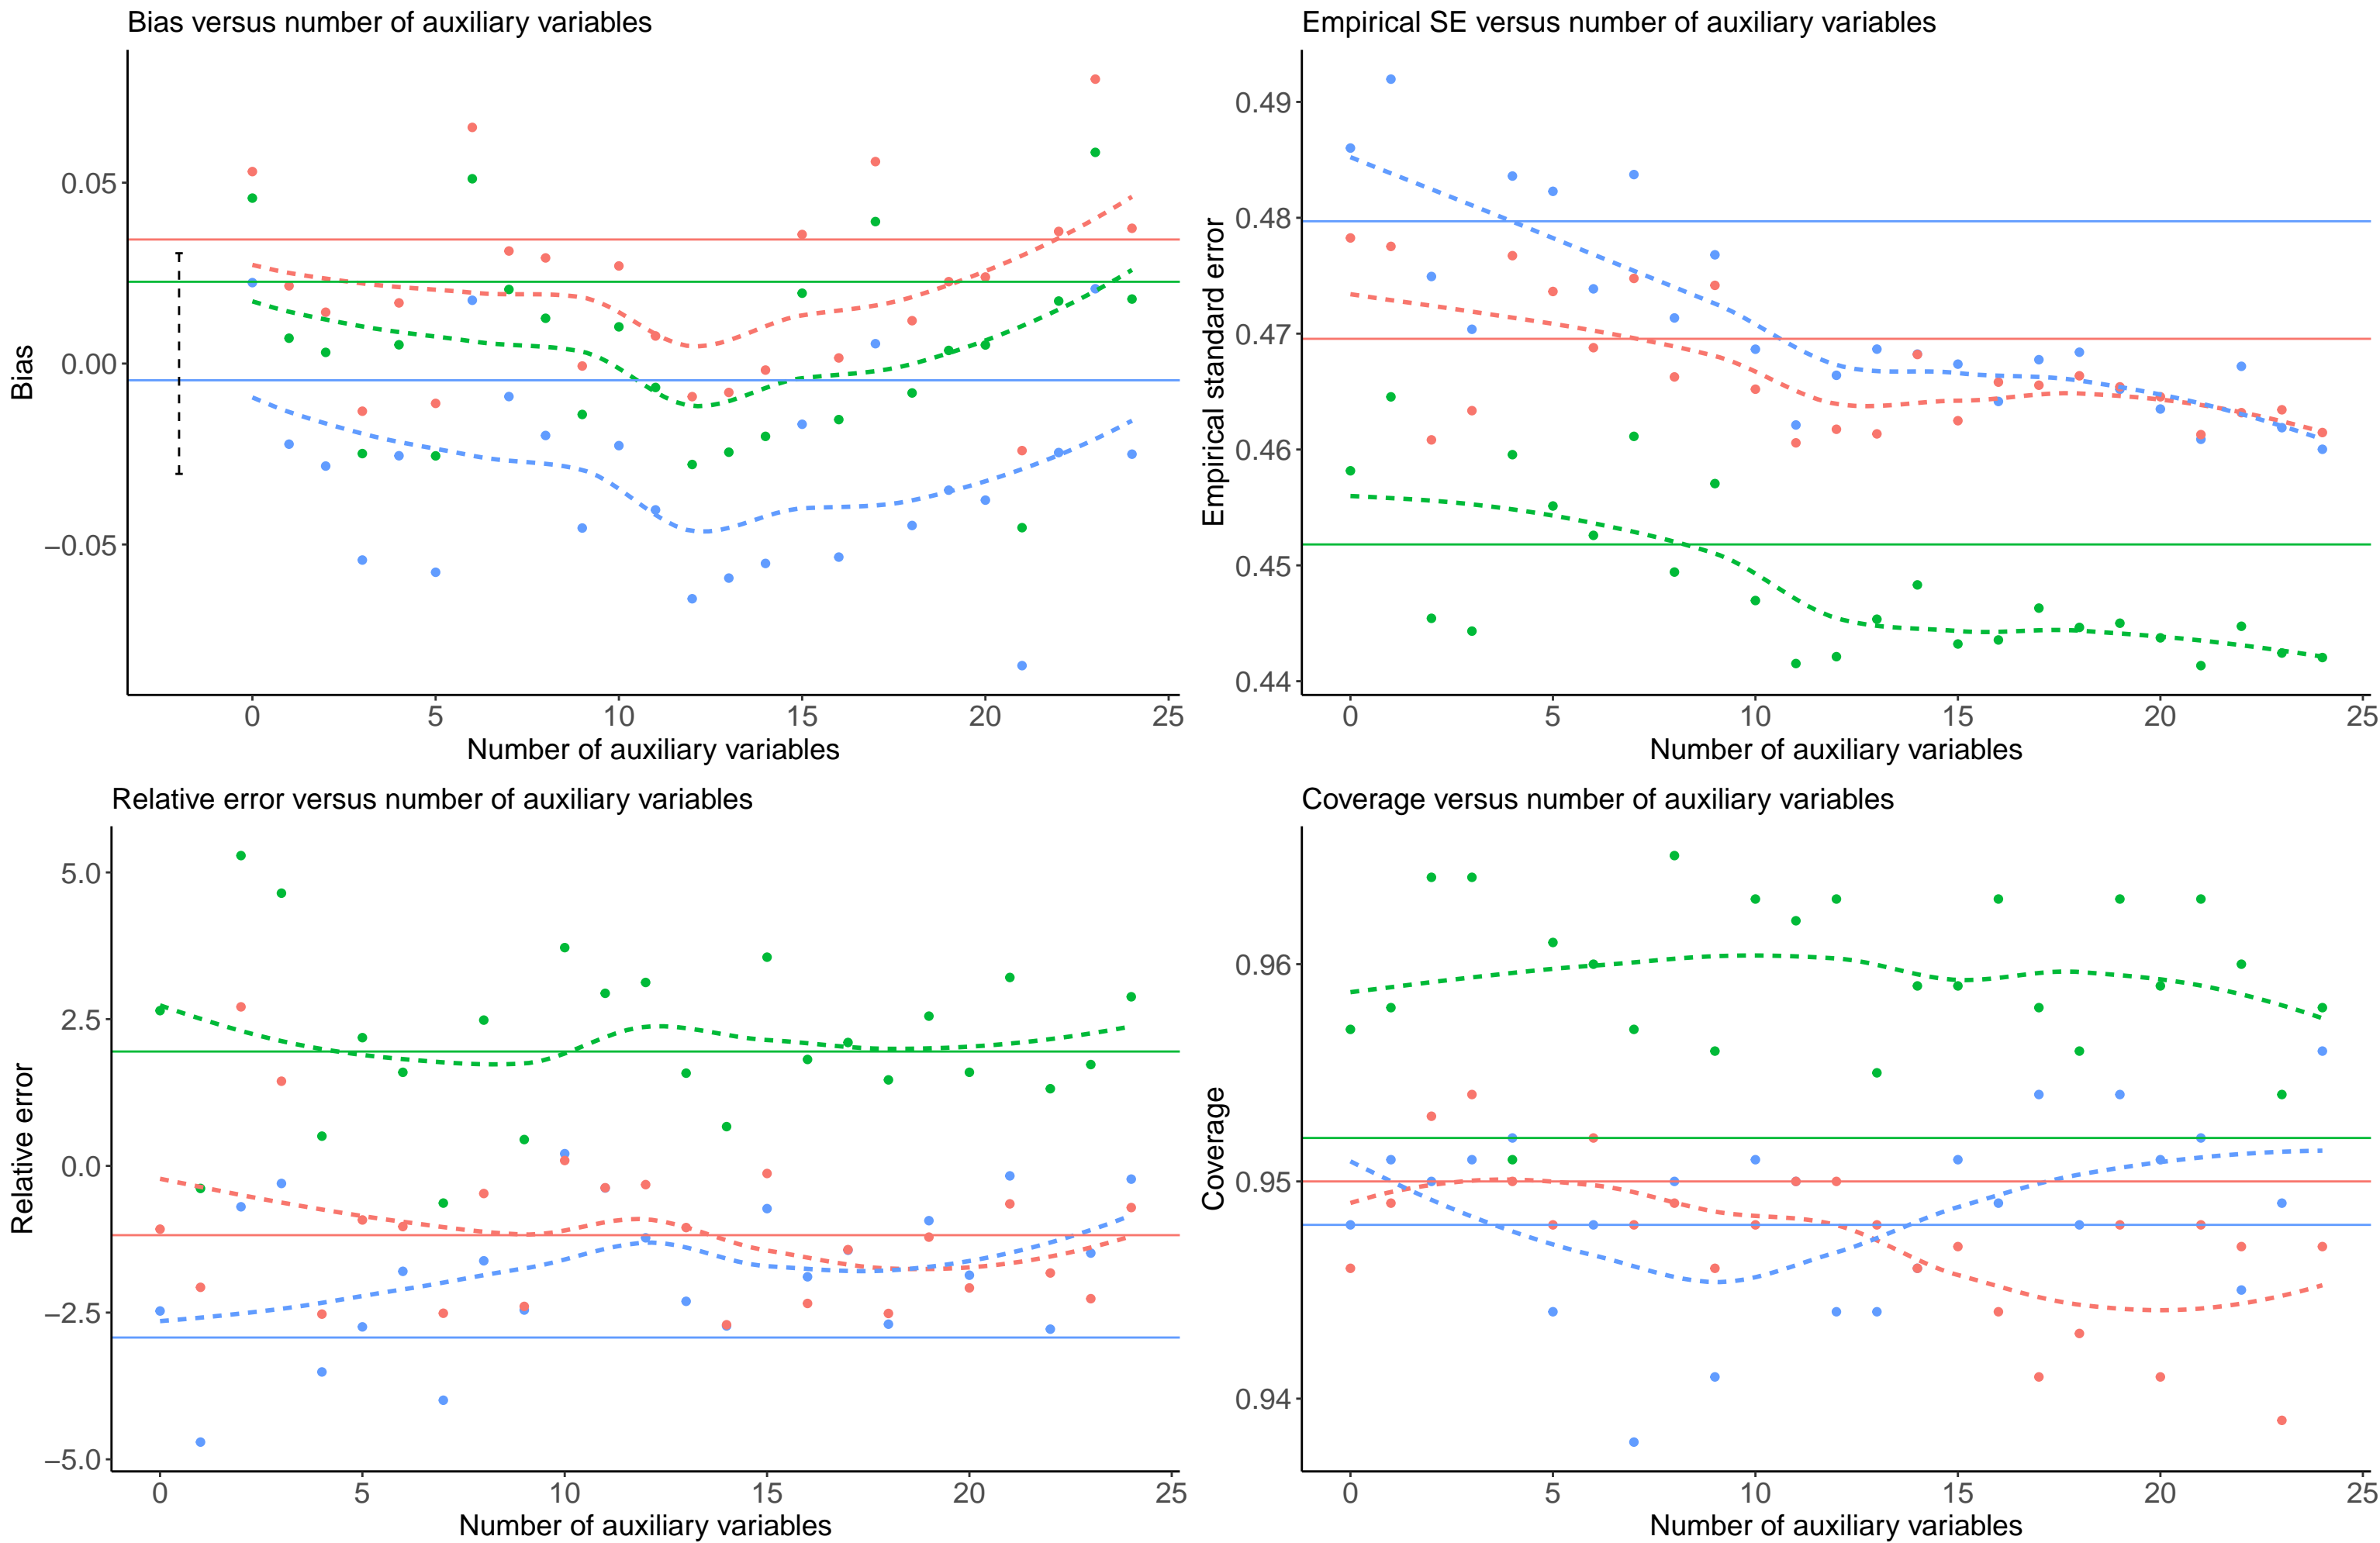 Bias versus number of auxiliary variables
0.05
0.00
−0.05
Bias
0 5 10 15 20 25
Number of auxiliary variables
Empirical SE versus number of auxiliary variables
0.49
0.48
0.47
0.46
0.45
0.44
Empirical standard error
0 5 10 15 20 25
Number of auxiliary variables
Relative error versus number of auxiliary variables
5.0
2.5
0.0
−2.5
−5.0
Relative error
0 5 10 15 20 25
Number of auxiliary variables
Coverage versus number of auxiliary variables
0.96
0.95
0.94
Coverage
0 5 10 15 20 25
Number of auxiliary variables